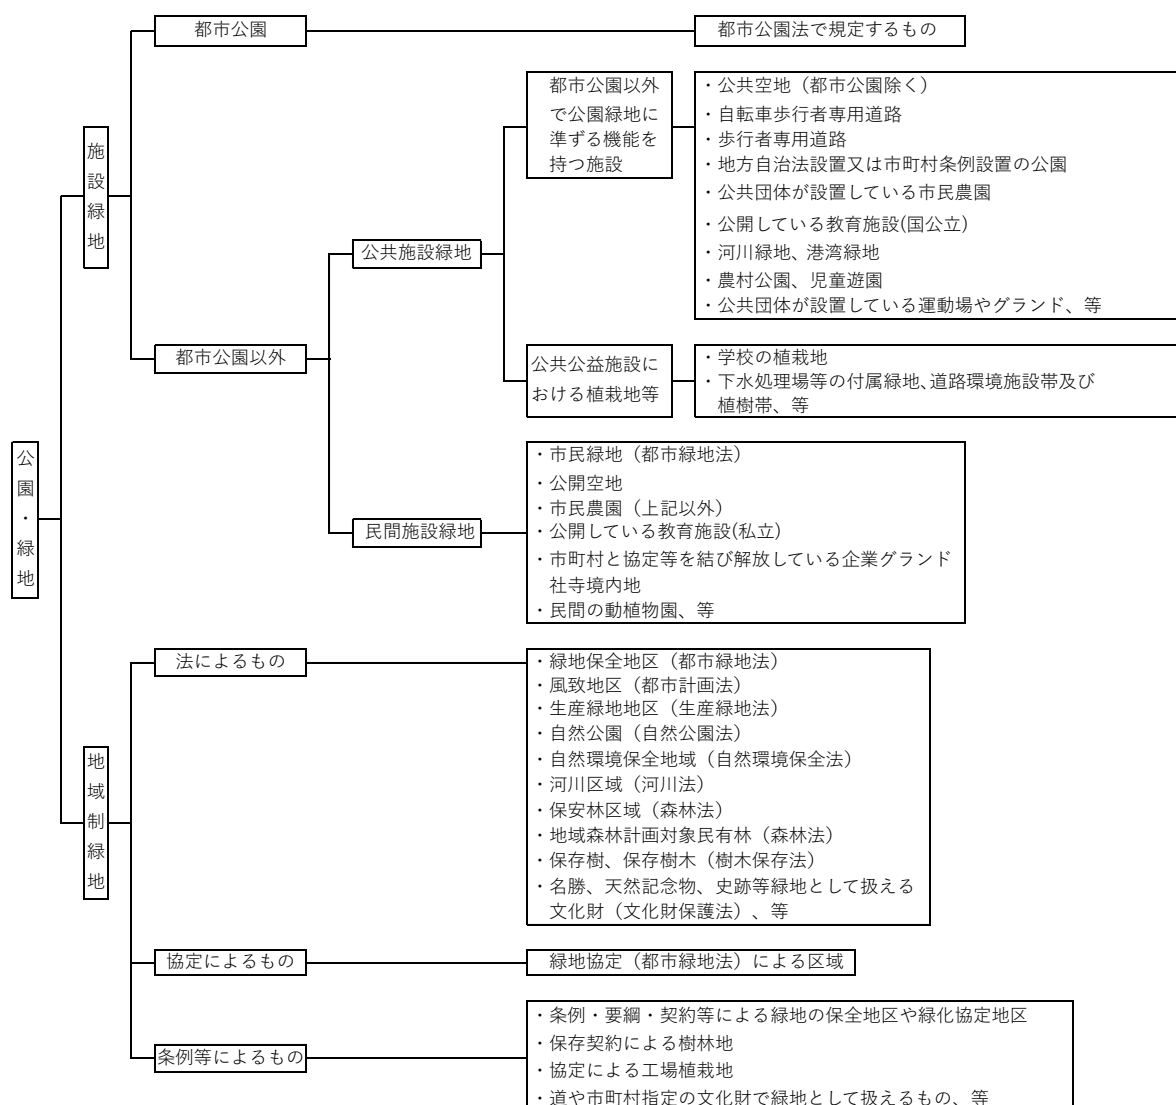 都市公園
都市公園法で規定するもの
都市公園以外
で公園緑地に
準ずる機能を
持つ施設
・公共空地（都市公園除く）
・自転車歩行者専用道路
・歩行者専用道路
・地方自治法設置又は市町村条例設置の公園
・公共団体が設置している市民農園
・公開している教育施設(国公立)
・河川緑地、港湾緑地
・農村公園、児童遊園
・公共団体が設置している運動場やグランド、等
施設緑地
公共施設緑地
都市公園以外
公共公益施設に
おける植栽地等
・学校の植栽地
・下水処理場等の付属緑地、道路環境施設帯及び
植樹帯、等
公園・緑地
民間施設緑地
・市民緑地（都市緑地法）
・公開空地
・市民農園（上記以外）
・公開している教育施設(私立)
・市町村と協定等を結び解放している企業グランド
社寺境内地
・民間の動植物園、等
法によるもの
・緑地保全地区（都市緑地法）
・風致地区（都市計画法）
・生産緑地地区（生産緑地法）
・自然公園（自然公園法）
・自然環境保全地域（自然環境保全法）
・河川区域（河川法）
・保安林区域（森林法）
・地域森林計画対象民有林（森林法）
・保存樹、保存樹木（樹木保存法）
・名勝、天然記念物、史跡等緑地として扱える
文化財（文化財保護法）、等
地域制緑地
協定によるもの
緑地協定（都市緑地法）による区域
条例等によるもの
・条例・要綱・契約等による緑地の保全地区や緑化協定地区
・保存契約による樹林地
・協定による工場植栽地
・道や市町村指定の文化財で緑地として扱えるもの、等